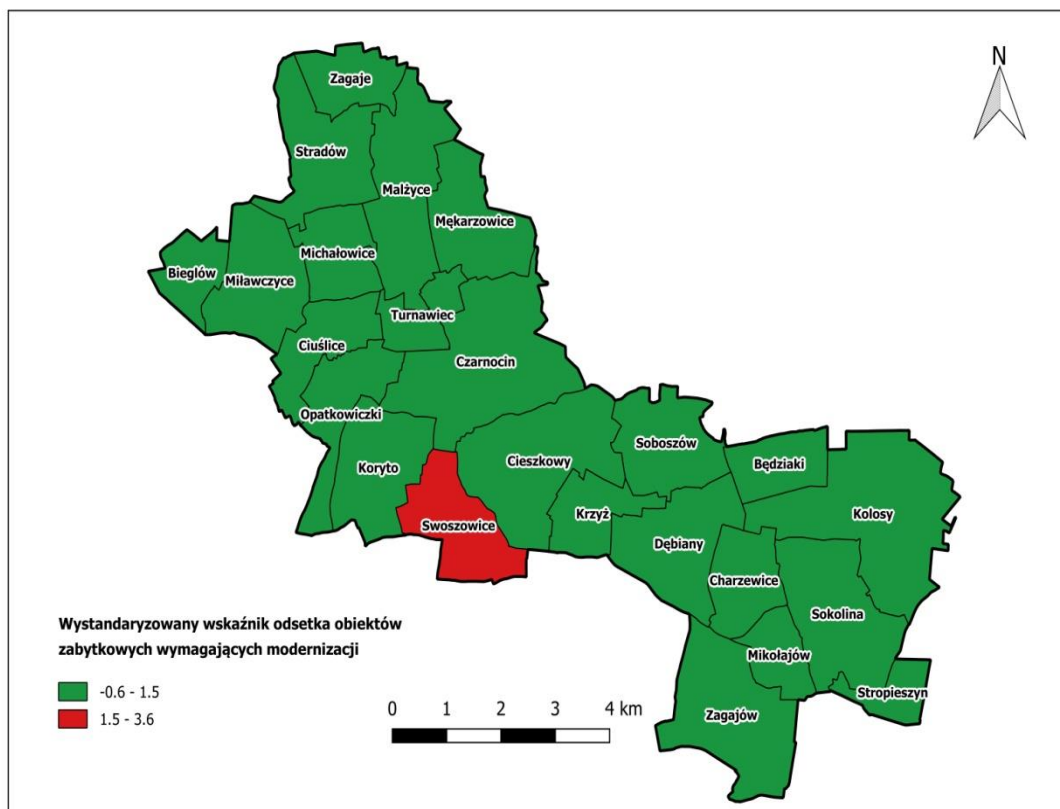 N
Zagaje
Stradów
Malżyce
Mękarzowice
Michałowice
Bieglów
Miławczyce
Turnawiec
Ciuślice
Czarnocin
Opatkowiczki
Soboszów
Cieszkowy
Będziaki
Koryto
Krzyż
Kolosy
Swoszowice
Dębiany
Charzewice
Sokolina
Mikołajów
Stropieszyn
Zagajów
Wystandaryzowany wskaźnik odsetka obiektów
zabytkowych wymagających modernizacji
-0.6 - 1.5
1.5 - 3.6
0 1 2 3 4 km